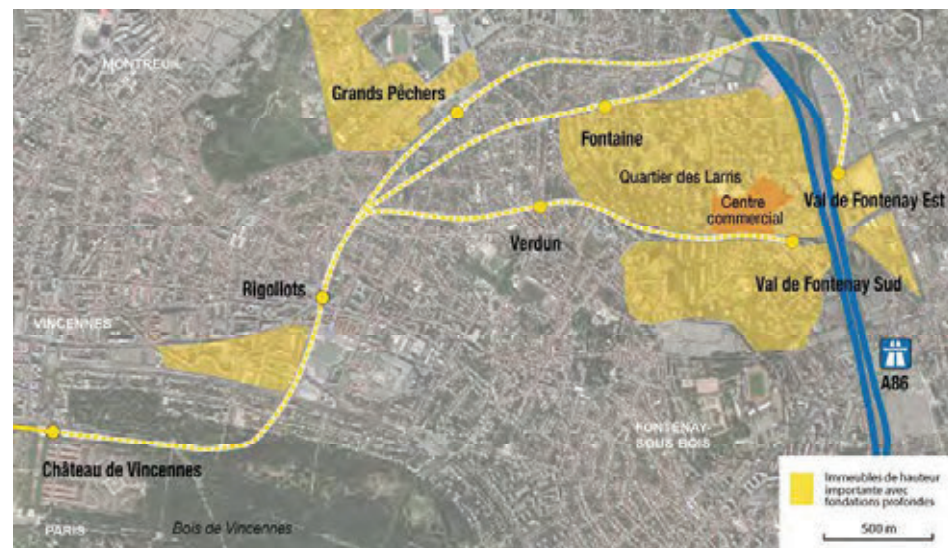 MONTREUIL
Grands Pêchers
Fontaine
Quartier des Larris
Centre
commercial
Val de Fontenay Est
Verdun
Val de Fontenay Sud
Rigollots
VINCENNES
A86
FONTENAY-
SOUS BOIS
Château de Vincennes
Bois de Vincennes
PARIS
Immeubles de hauteur
importante avec
fondations profondes
500 m